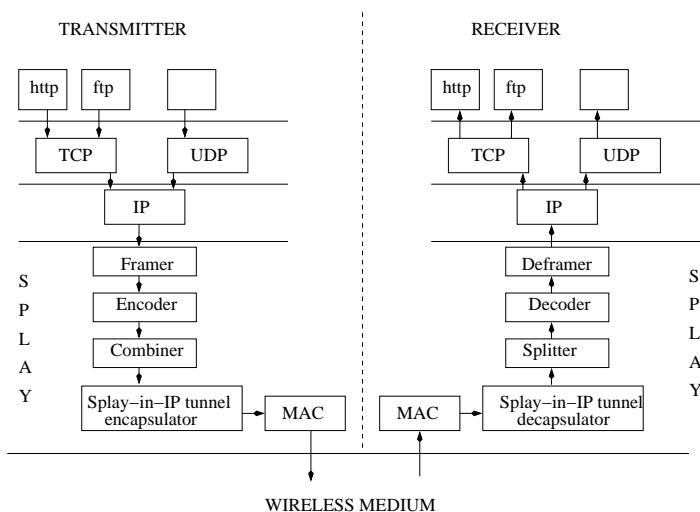 TRANSMITTER
RECEIVER
http
ftp
http
ftp
TCP
UDP
TCP
UDP
IP
IP
Framer
Deframer
Encoder
Decoder
Combiner
Splitter
S
P
L
A
Y
S
P
L
A
Y
Splay-in-IP tunnel
encapsulator
MAC
MAC
Splay-in-IP tunnel
decapsulator
WIRELESS MEDIUM